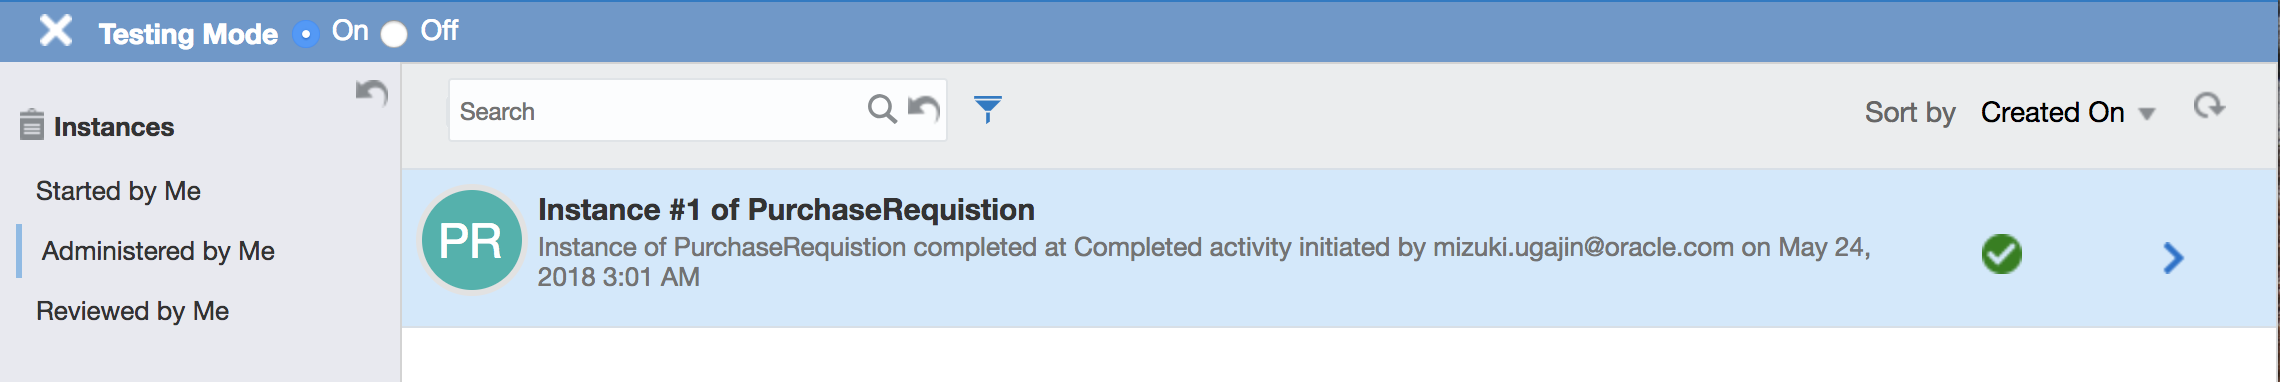 Testing Mode On Off
Instances
Started by Me
Administered by Me
Reviewed by Me
Search
Sort by Created On
PR
Instance #1 of PurchaseRequistion
Instance of PurchaseRequistion completed at Completed activity initiated by mizuki.ugajin@oracle.com on May 24,
2018 3:01 AM